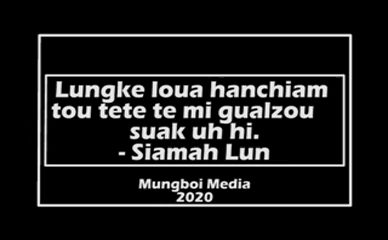 Lungke loua hanchiam
tou tete te mi gualzou
suak uh hi.
- Siamah Lun
Mungboi Media
2020